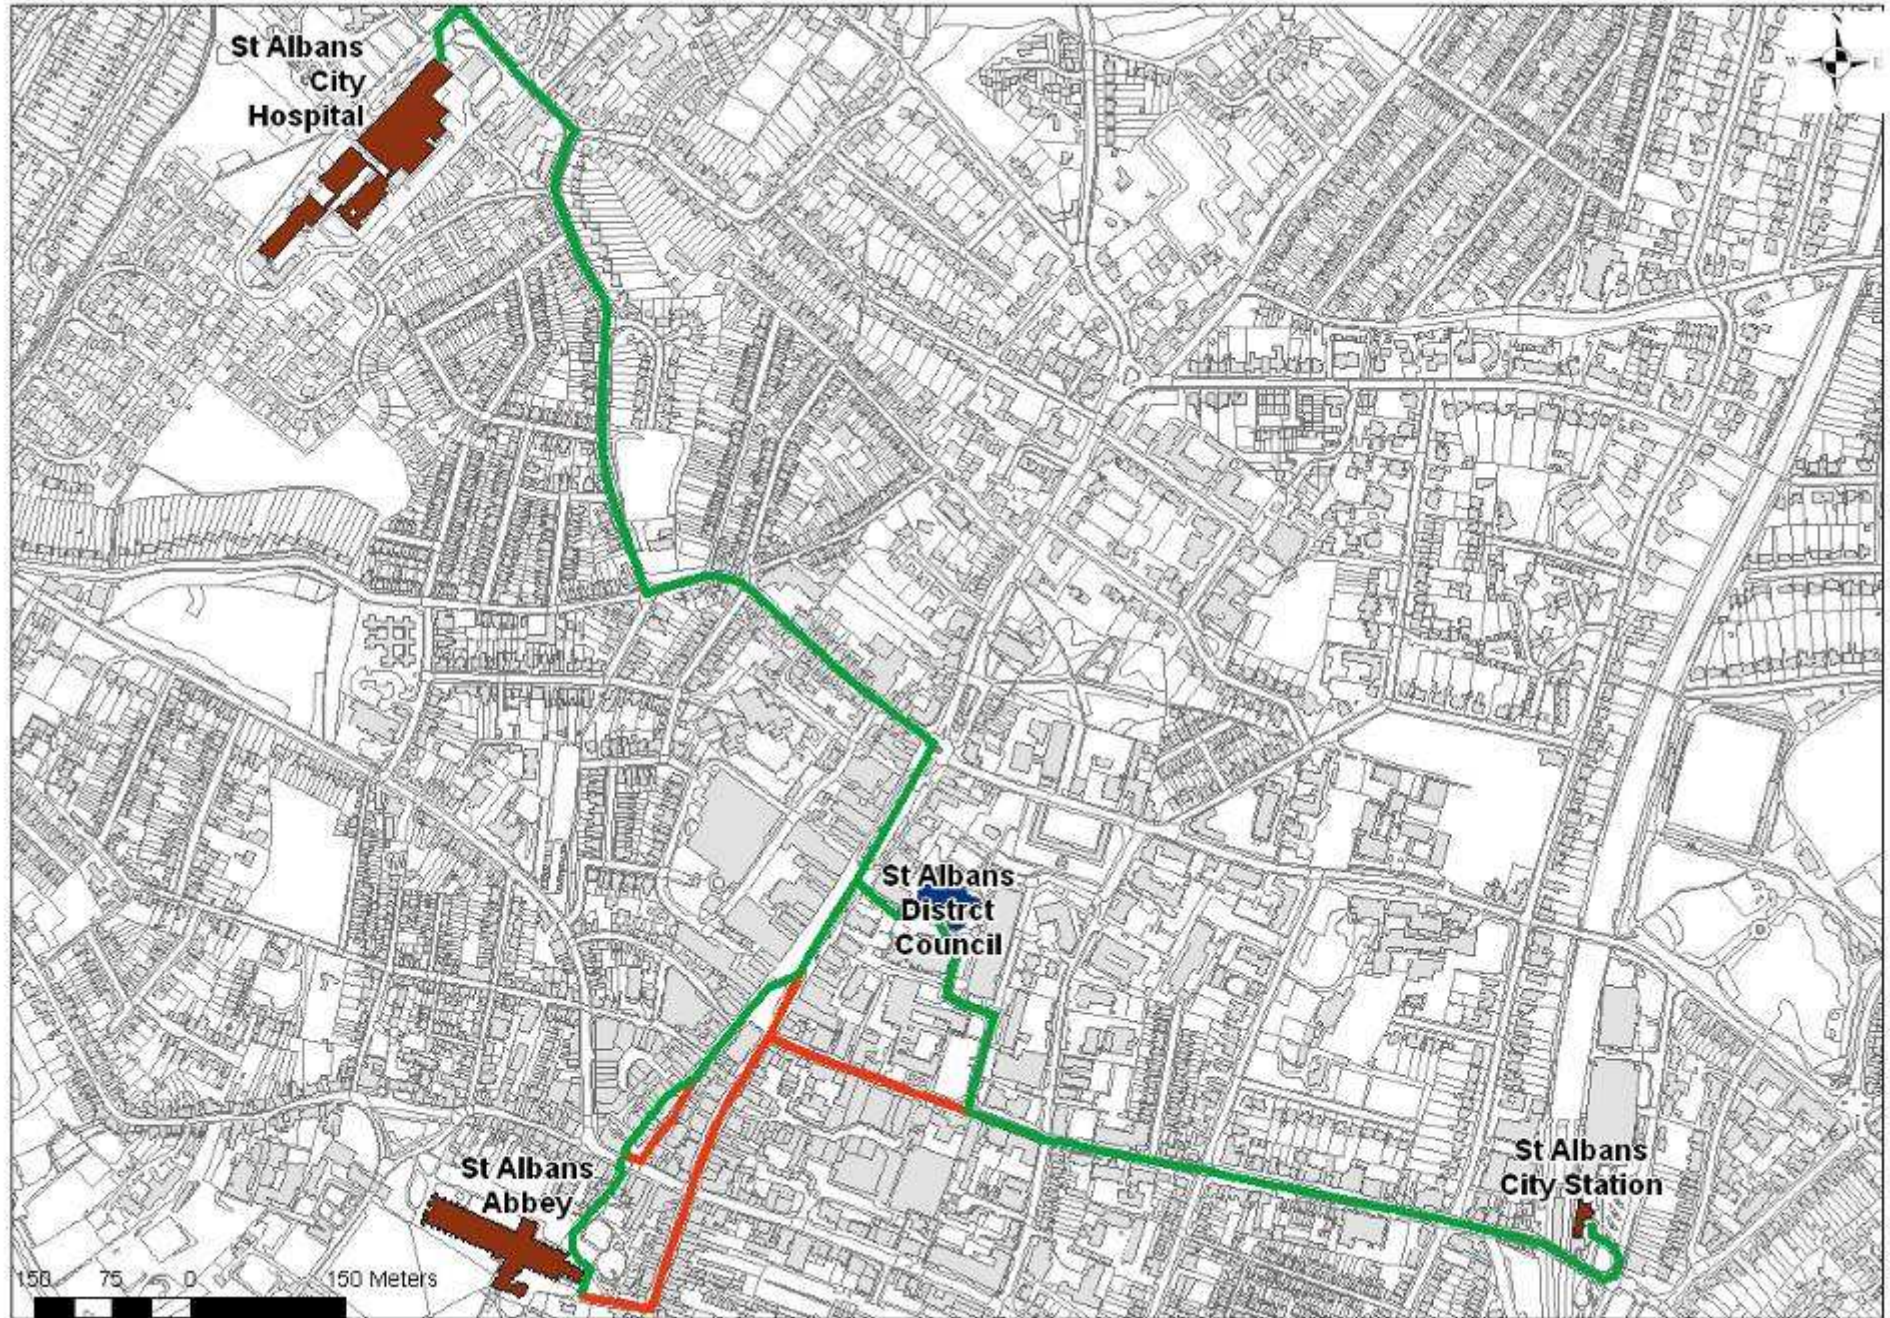 St Albans
City
Hospital
N
W
E
St Albans
Distrct
Council
St Albans
Abbey
St Albans
City Station
150 75 0 150 Meters